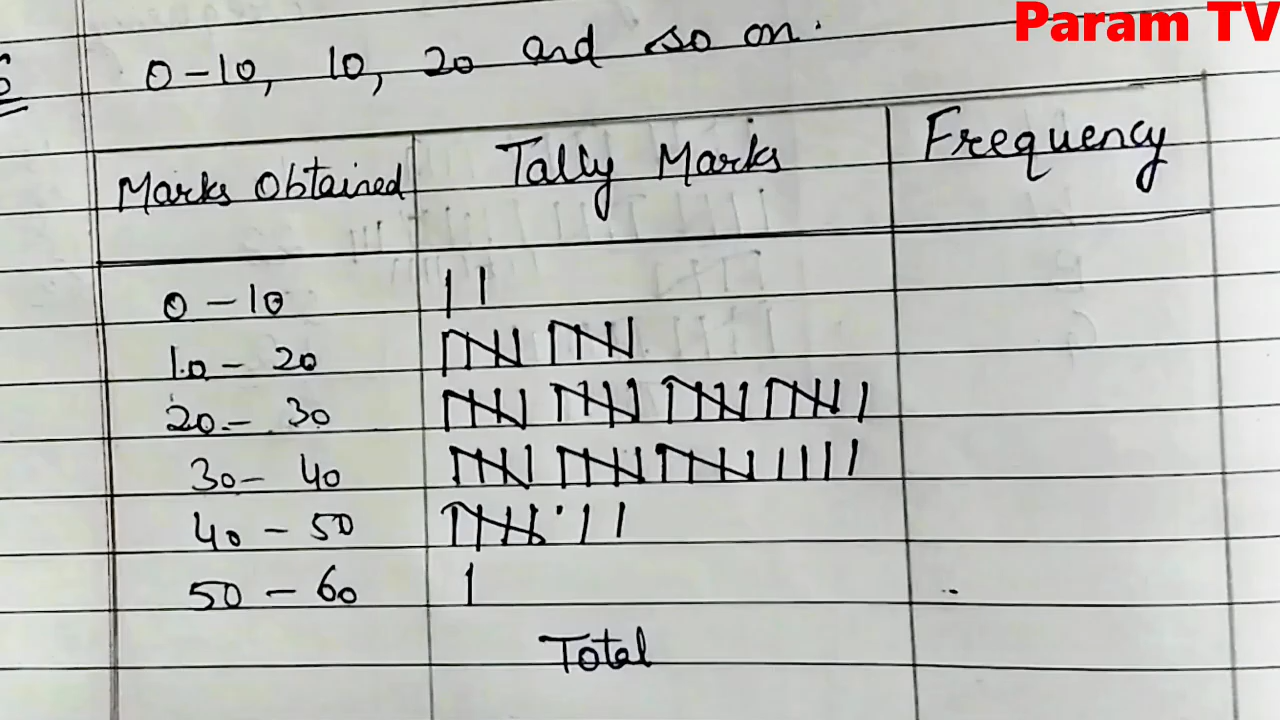 Param TV
0-10, 10, 20 and so on.
Marks Obtained Tally Marks Frequency
0-10 ||
10-20 |||| ||||
20-30 |||| |||| |||| |||| |
30-40 |||| |||| |||| ||||
40-50 |||| ||
50-60 |
Total